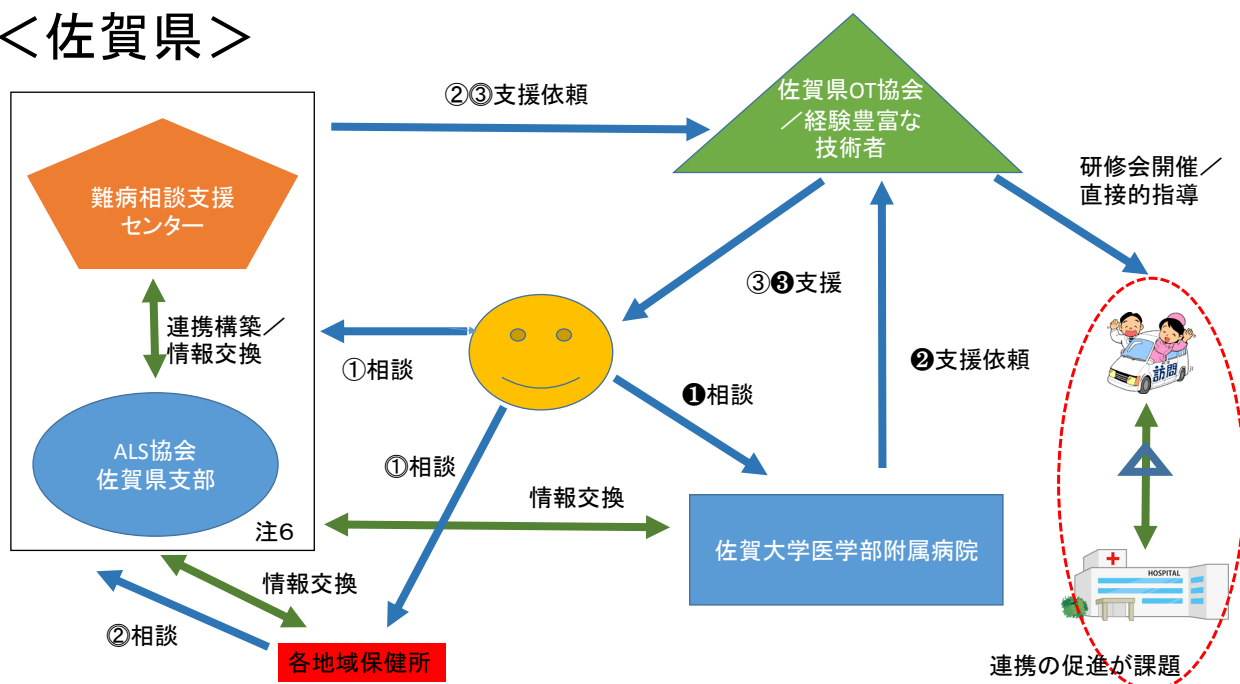 ＜佐賀県＞
②③支援依頼
佐賀県OT協会
／経験豊富な
技術者
研修会開催／
直接的指導
難病相談支援
センター
③❸支援
連携構築／
情報交換
①相談
❷支援依頼
訪問
❶相談
ALS協会
佐賀県支部
①相談
情報交換
注６
佐賀大学医学部附属病院
HOSPITAL
情報交換
②相談
各地域保健所
連携の促進が課題